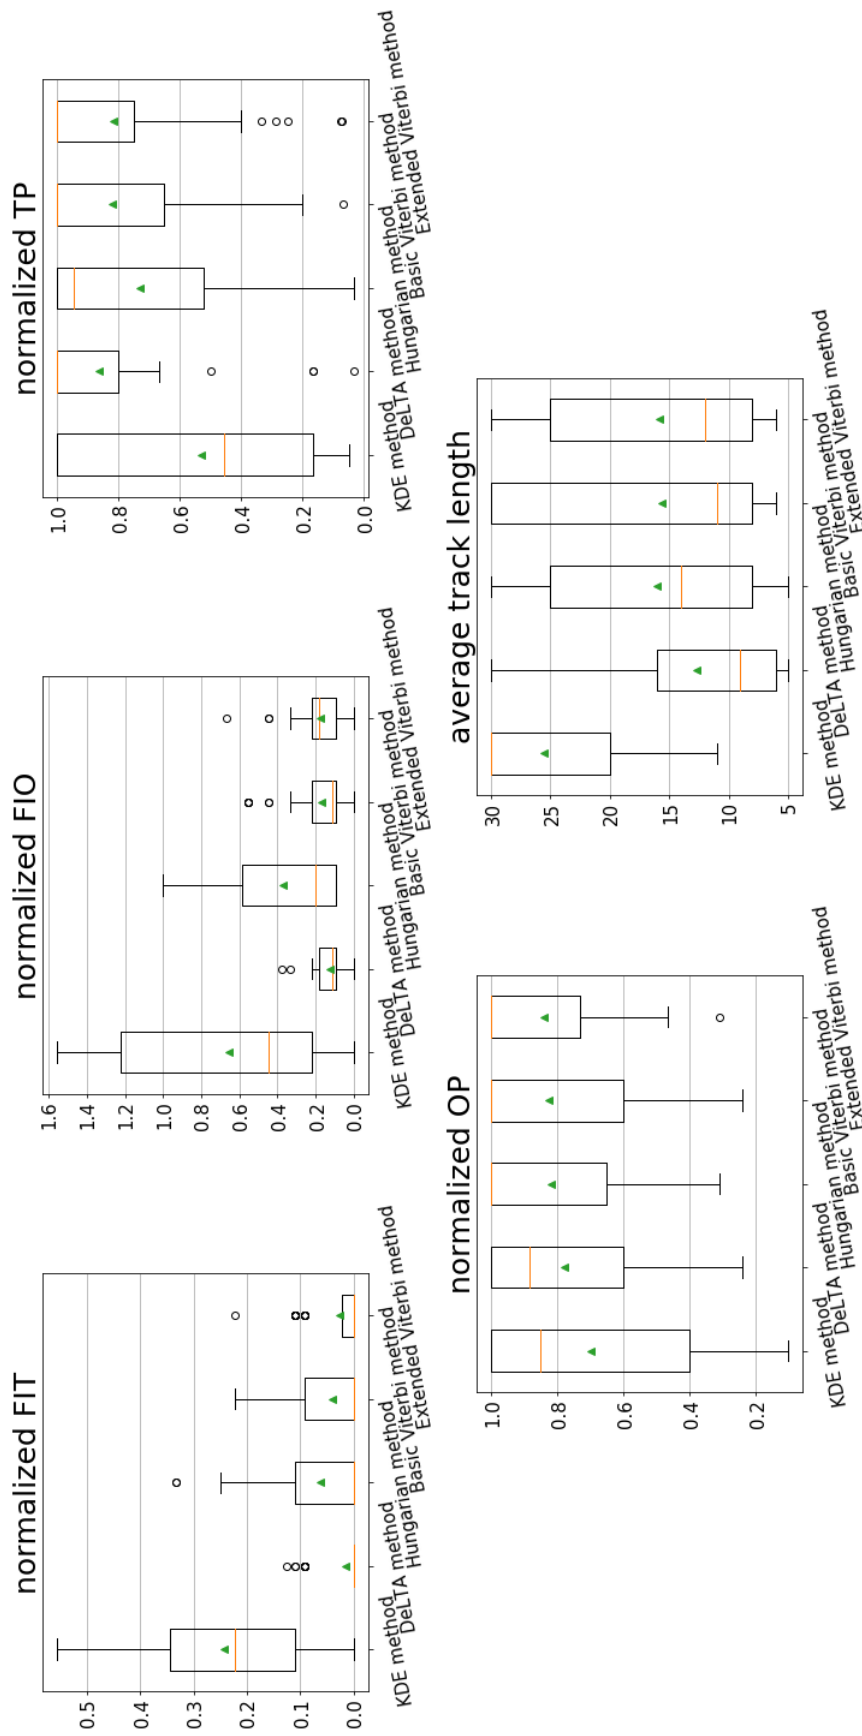 normalized FIT
0.5
0.4
0.3
0.2
0.1
0.0
KDE method
DeLTA method
Hungarian method
Basic Viterbi method
Extended Viterbi method
normalized FIO
1.6
1.4
1.2
1.0
0.8
0.6
0.4
0.2
0.0
KDE method
DeLTA method
Hungarian method
Basic Viterbi method
Extended Viterbi method
normalized TP
1.0
0.8
0.6
0.4
0.2
0.0
KDE method
DeLTA method
Hungarian method
Basic Viterbi method
Extended Viterbi method
normalized OP
1.0
0.8
0.6
0.4
0.2
KDE method
DeLTA method
Hungarian method
Basic Viterbi method
Extended Viterbi method
average track length
30
25
20
15
10
5
KDE method
DeLTA method
Hungarian method
Basic Viterbi method
Extended Viterbi method